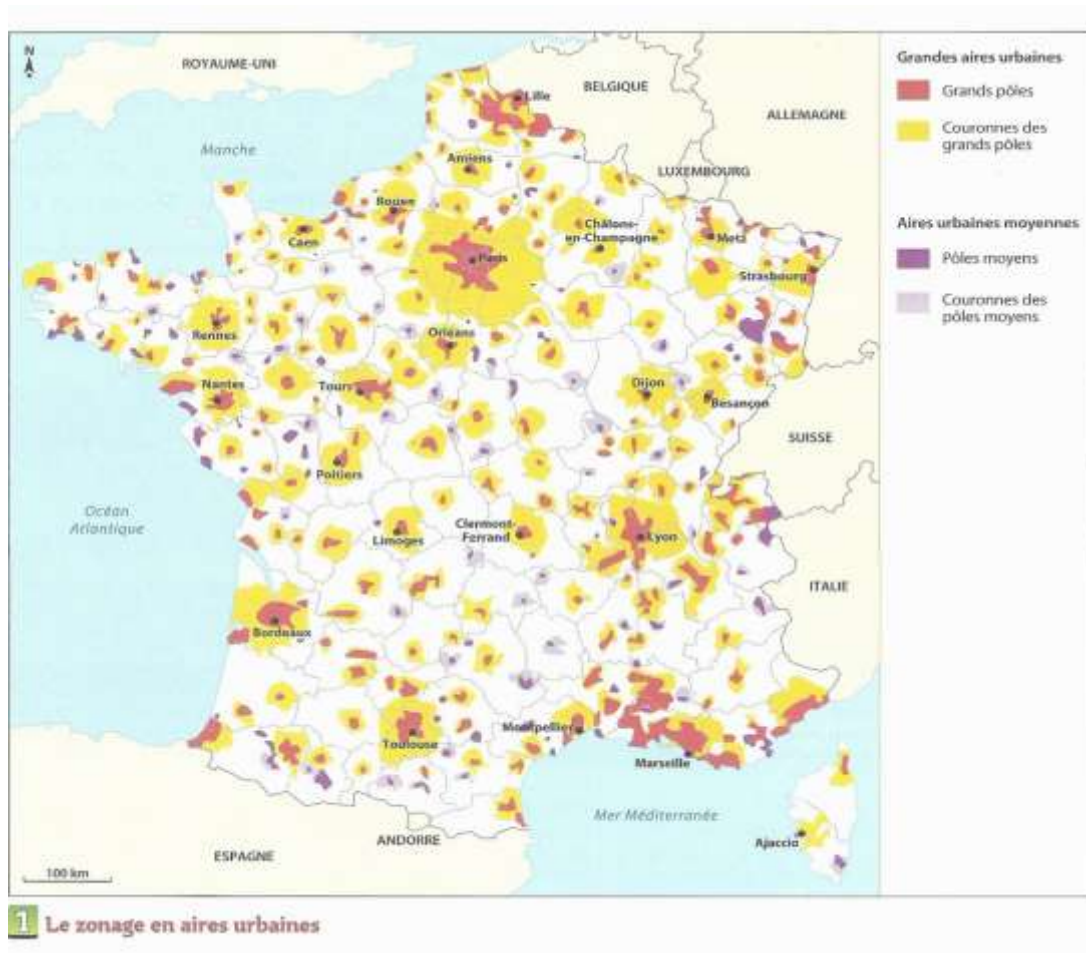 N
ROYAUME-UNI
BELGIQUE
ALLEMAGNE
LUXEMBOURG
Manche
Lille
Amiens
Rouen
Caen
Châlons-
en-Champagne
Metz
Paris
Strasbourg
Rennes
Orléans
Nantes
Tours
Dijon
Besançon
SUISSE
Poitiers
Océan
Atlantique
Limoges
Clermont-
Ferrand
Lyon
ITALIE
Bordeaux
Montpellier
Toulouse
Marseille
Mer Méditerranée
ANDORRE
ESPAGNE
Ajaccio
100 km
Grandes aires urbaines
Grands pôles
Couronnes des
grands pôles
Aires urbaines moyennes
Pôles moyens
Couronnes des
pôles moyens
1 Le zonage en aires urbaines